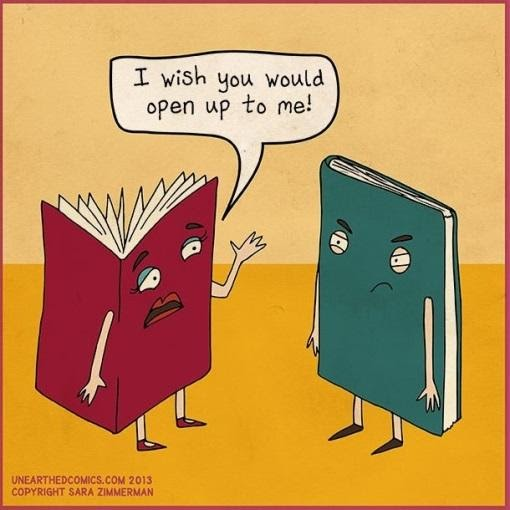 I wish you would
open up to me!
UNEARTHEDCOMICS.COM 2013
COPYRIGHT SARA ZIMMERMAN